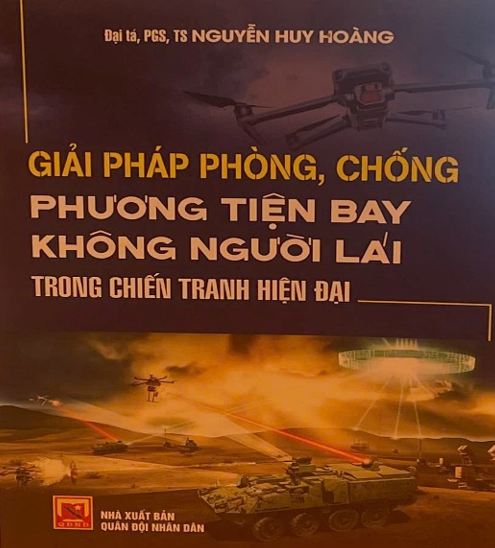 Đại tá, PGS, TS NGUYỄN HUY HOÀNG
GIẢI PHÁP PHÒNG, CHỐNG
PHƯƠNG TIỆN BAY
KHÔNG NGƯỜI LÁI
TRONG CHIẾN TRANH HIỆN ĐẠI
QĐND
NHÀ XUẤT BẢN
QUÂN ĐỘI NHÂN DÂN